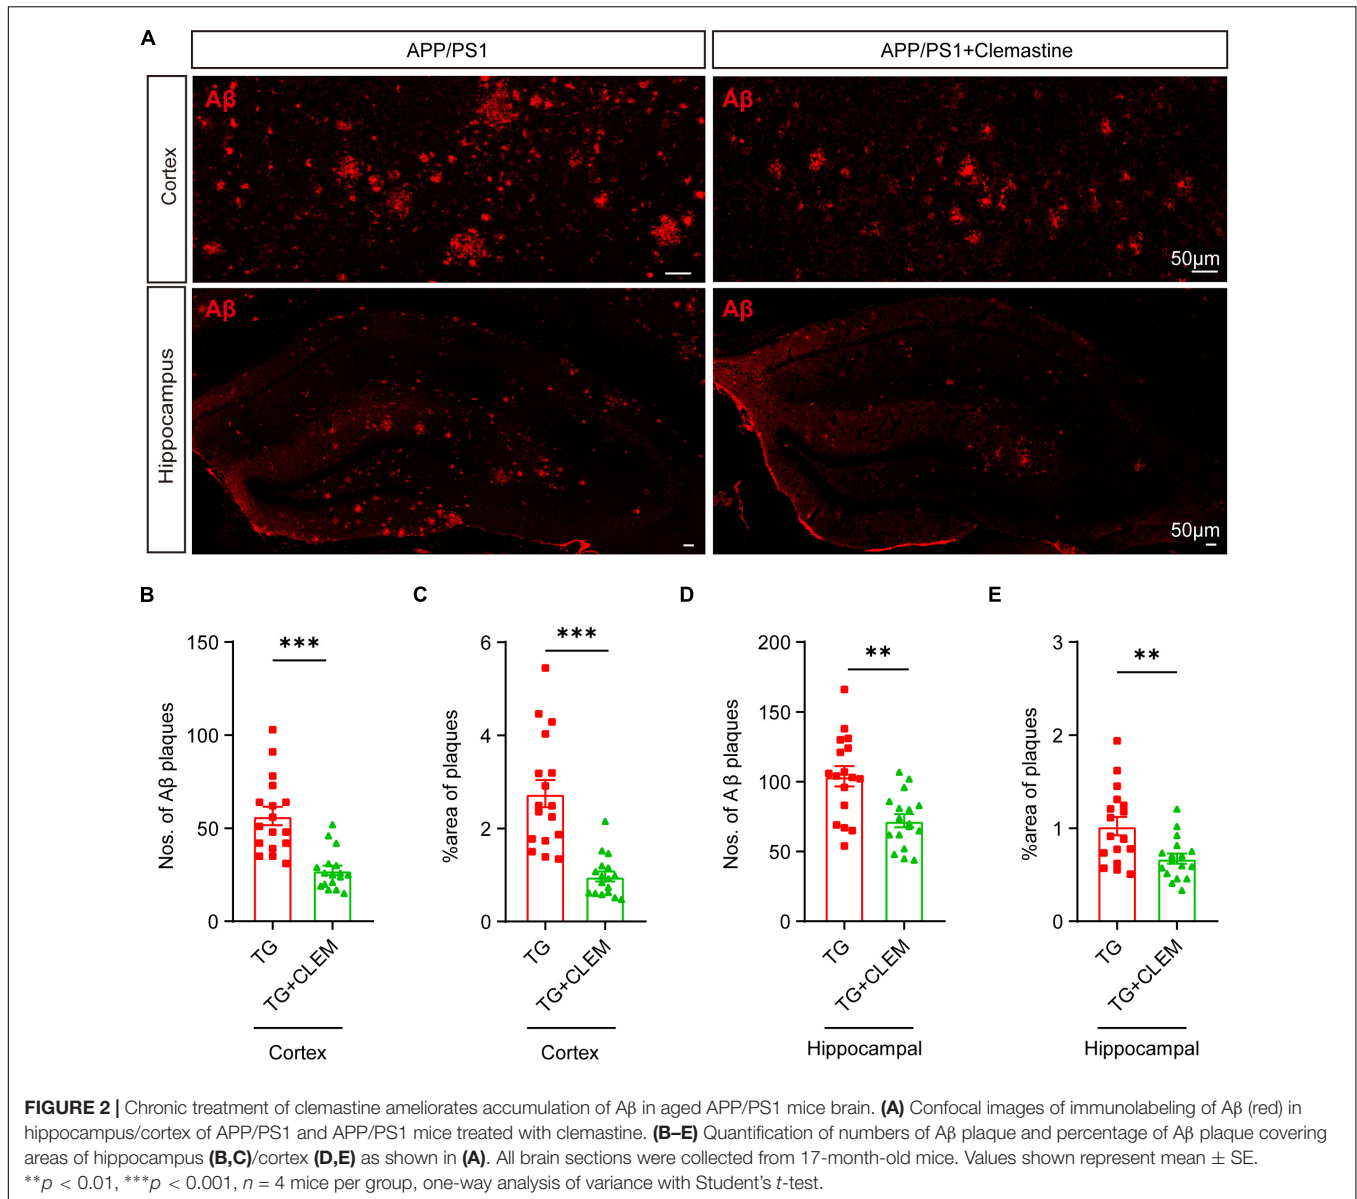 A
APP/PS1
APP/PS1+Clemastine
Cortex
Aβ
Aβ
50µm
Hippocampus
Aβ
Aβ
50µm
B
C
D
E
Nos. of Aβ plaques
150
100
50
0
***
TG
TG+CLEM
Cortex
%area of plaques
6
4
2
0
***
TG
TG+CLEM
Cortex
Nos. of Aβ plaques
200
150
100
50
0
**
TG
TG+CLEM
Hippocampal
%area of plaques
3
2
1
0
**
TG
TG+CLEM
Hippocampal
FIGURE 2 | Chronic treatment of clemastine ameliorates accumulation of Aβ in aged APP/PS1 mice brain. (A) Confocal images of immunolabeling of Aβ (red) in
hippocampus/cortex of APP/PS1 and APP/PS1 mice treated with clemastine. (B–E) Quantification of numbers of Aβ plaque and percentage of Aβ plaque covering
areas of hippocampus (B,C)/cortex (D,E) as shown in (A). All brain sections were collected from 17-month-old mice. Values shown represent mean ± SE.
**p < 0.01, ***p < 0.001, n = 4 mice per group, one-way analysis of variance with Student's t-test.